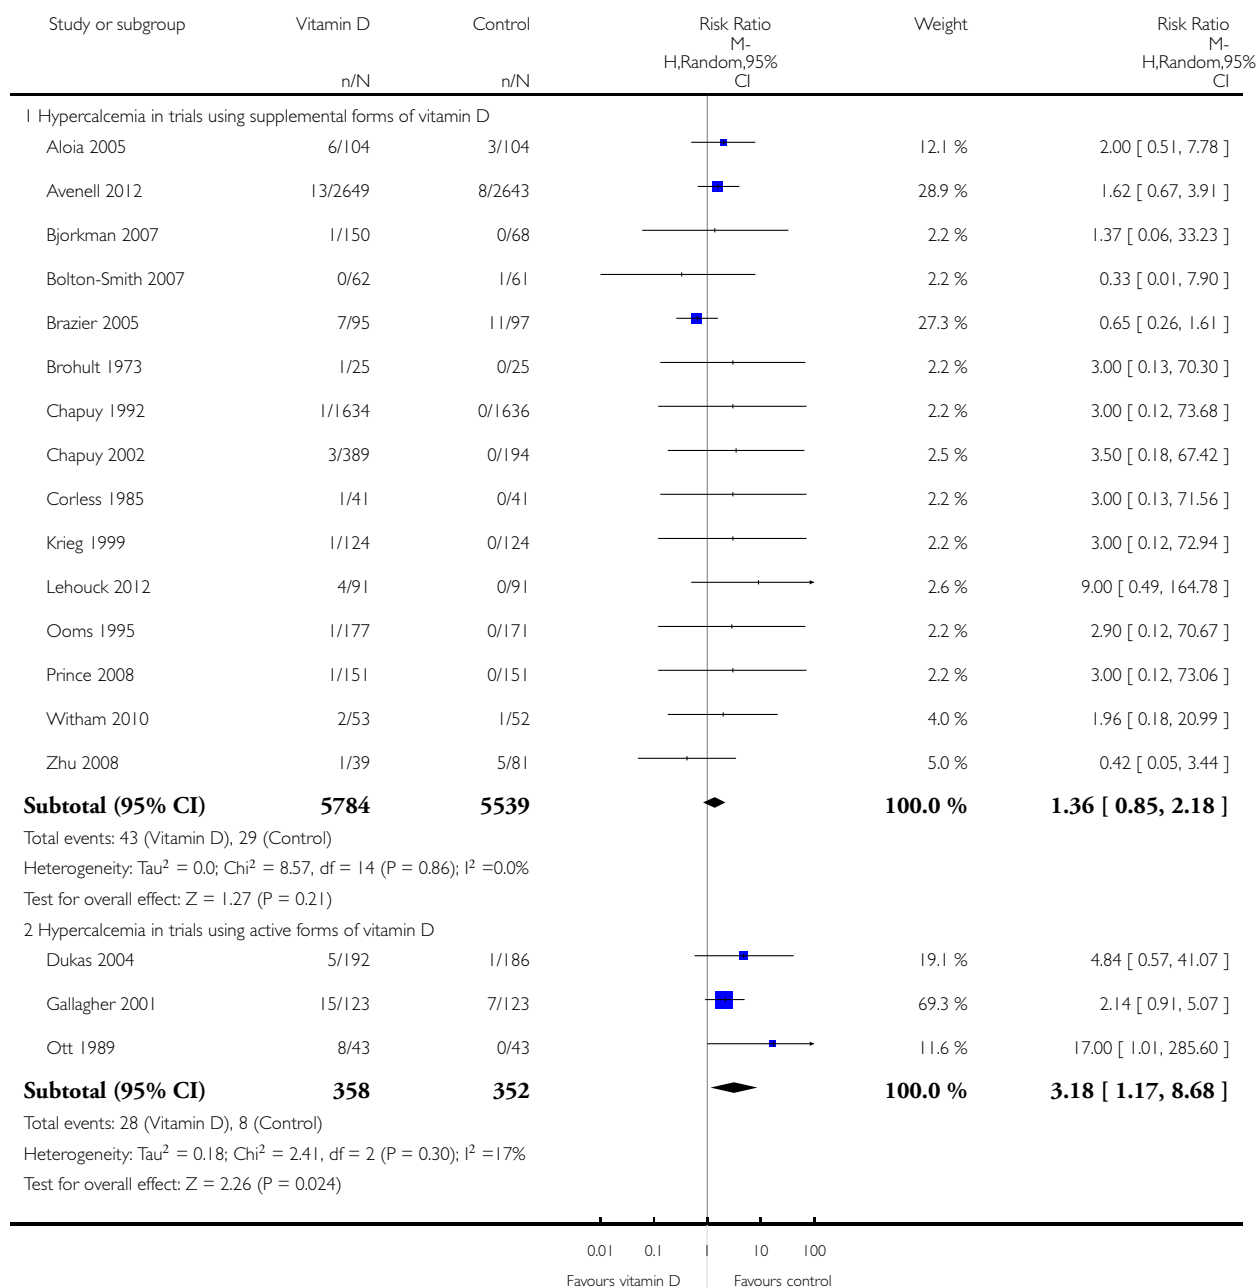 Study or subgroup Vitamin D Control Risk Ratio Weight Risk Ratio
M- M-
H,Random,95% H,Random,95%
n/N n/N CI CI
1 Hypercalcemia in trials using supplemental forms of vitamin D
Aloia 2005 6/104 3/104 12.1 % 2.00 [ 0.51, 7.78 ]
Avenell 2012 13/2649 8/2643 28.9 % 1.62 [ 0.67, 3.91 ]
Bjorkman 2007 1/150 0/68 2.2 % 1.37 [ 0.06, 33.23 ]
Bolton-Smith 2007 0/62 1/61 2.2 % 0.33 [ 0.01, 7.90 ]
Brazier 2005 7/95 11/97 27.3 % 0.65 [ 0.26, 1.61 ]
Brohult 1973 1/25 0/25 2.2 % 3.00 [ 0.13, 70.30 ]
Chapuy 1992 1/1634 0/1636 2.2 % 3.00 [ 0.12, 73.68 ]
Chapuy 2002 3/389 0/194 2.5 % 3.50 [ 0.18, 67.42 ]
Corless 1985 1/41 0/41 2.2 % 3.00 [ 0.13, 71.56 ]
Krieg 1999 1/124 0/124 2.2 % 3.00 [ 0.12, 72.94 ]
Lehouck 2012 4/91 0/91 2.6 % 9.00 [ 0.49, 164.78 ]
Ooms 1995 1/177 0/171 2.2 % 2.90 [ 0.12, 70.67 ]
Prince 2008 1/151 0/151 2.2 % 3.00 [ 0.12, 73.06 ]
Witham 2010 2/53 1/52 4.0 % 1.96 [ 0.18, 20.99 ]
Zhu 2008 1/39 5/81 5.0 % 0.42 [ 0.05, 3.44 ]
Subtotal (95% CI) 5784 5539 100.0 % 1.36 [ 0.85, 2.18 ]
Total events: 43 (Vitamin D), 29 (Control)
Heterogeneity: Tau² = 0.0; Chi² = 8.57, df = 14 (P = 0.86); I² =0.0%
Test for overall effect: Z = 1.27 (P = 0.21)
2 Hypercalcemia in trials using active forms of vitamin D
Dukas 2004 5/192 1/186 19.1 % 4.84 [ 0.57, 41.07 ]
Gallagher 2001 15/123 7/123 69.3 % 2.14 [ 0.91, 5.07 ]
Ott 1989 8/43 0/43 11.6 % 17.00 [ 1.01, 285.60 ]
Subtotal (95% CI) 358 352 100.0 % 3.18 [ 1.17, 8.68 ]
Total events: 28 (Vitamin D), 8 (Control)
Heterogeneity: Tau² = 0.18; Chi² = 2.41, df = 2 (P = 0.30); I² =17%
Test for overall effect: Z = 2.26 (P = 0.024)
0.01 0.1 1 10 100
Favours vitamin D Favours control